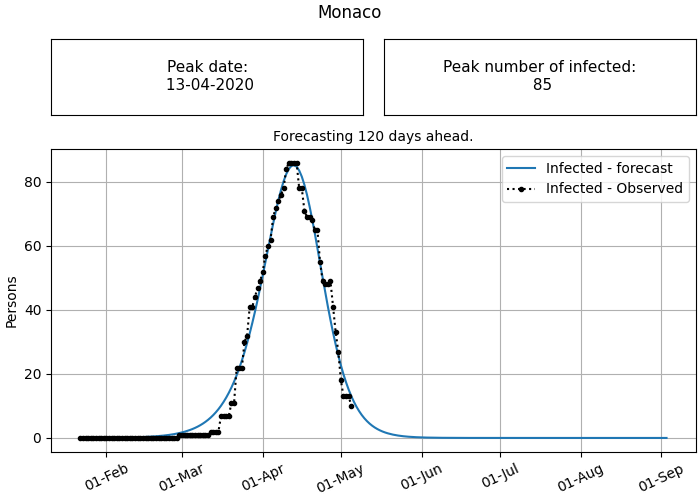 Monaco
Peak date:
13-04-2020
Peak number of infected:
85
Forecasting 120 days ahead.
Infected - forecast
Infected - Observed
Persons
80
60
40
20
0
01-Feb
01-Mar
01-Apr
01-May
01-Jun
01-Jul
01-Aug
01-Sep